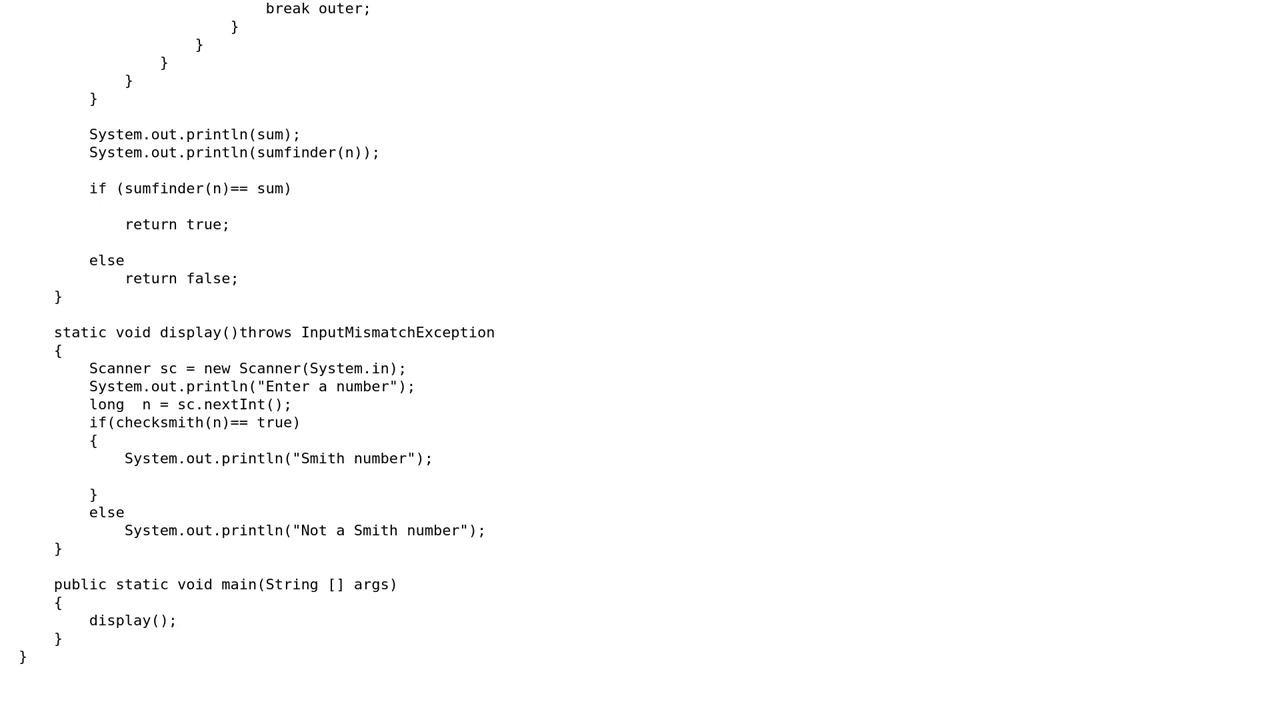 break outer;
                        }
                    }
                }
            }
        }

        System.out.println(sum);
        System.out.println(sumfinder(n));

        if (sumfinder(n)== sum)

            return true;

        else
            return false;
    }

    static void display()throws InputMismatchException
    {
        Scanner sc = new Scanner(System.in);
        System.out.println("Enter a number");
        long  n = sc.nextInt();
        if(checksmith(n)== true)
        {
            System.out.println("Smith number");

        }
        else
            System.out.println("Not a Smith number");
    }

    public static void main(String [] args)
    {
        display();
    }
}